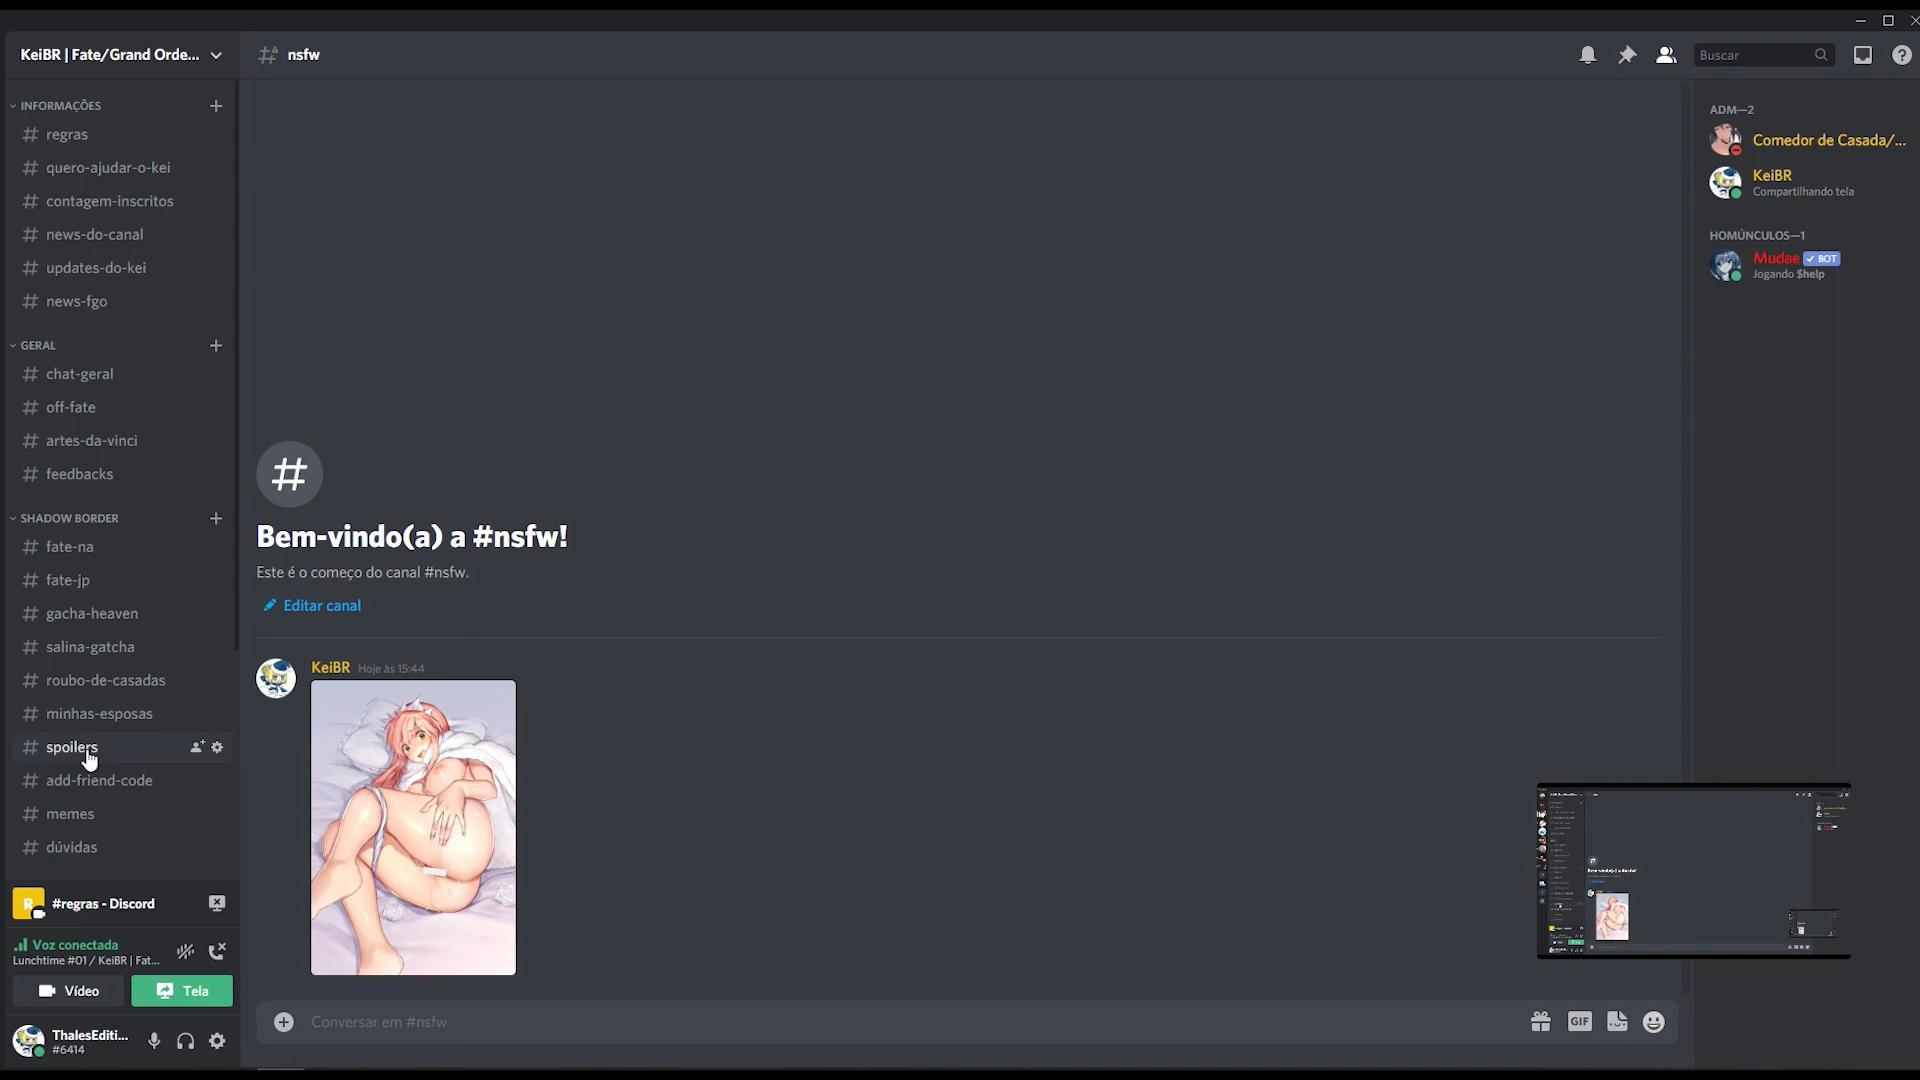 KeiBR | Fate/Grand Orde...
nsfw
Buscar
INFORMAÇÕES
regras
quero-ajudar-o-kei
contagem-inscritos
news-do-canal
updates-do-kei
news-fgo
GERAL
chat-geral
off-fate
artes-da-vinci
feedbacks
SHADOW BORDER
fate-na
fate-jp
gacha-heaven
salina-gatcha
roubo-de-casadas
minhas-esposas
spoilers
add-friend-code
memes
dúvidas
#regras - Discord
Voz conectada
Lunchtime #01 / KeiBR | Fat...
Vídeo
Tela
ThalesEditi...
#6414
Bem-vindo(a) a #nsfw!
Este é o começo do canal #nsfw.
Editar canal
KeiBR Hoje às 15:44
Conversar em #nsfw
GIF
ADM—2
Comedor de Casada/...
KeiBR
Compartilhando tela
HOMÚNCULOS—1
Mudae ✓ BOT
Jogando $help